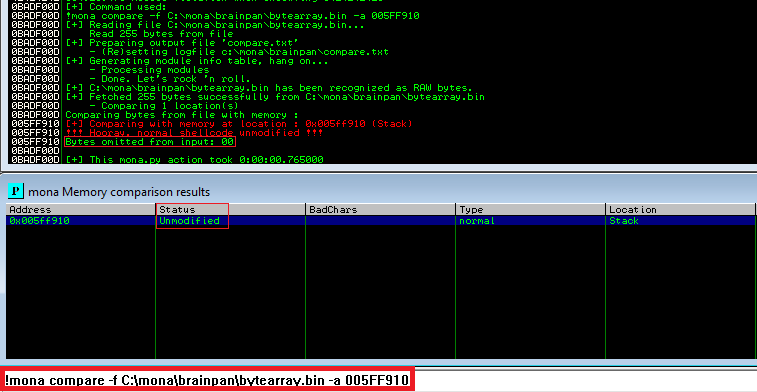 0BADF00D [+] Command used:
0BADF00D !mona compare -f C:\mona\brainpan\bytearray.bin -a 005FF910
0BADF00D [+] Reading file C:\mona\brainpan\bytearray.bin...
0BADF00D Read 255 bytes from file
0BADF00D [+] Preparing output file 'compare.txt'
0BADF00D - (Re)setting logfile c:\mona\brainpan\compare.txt
0BADF00D [+] Generating module info table, hang on...
0BADF00D - Processing modules
0BADF00D - Done. Let's rock 'n roll.
0BADF00D [+] C:\mona\brainpan\bytearray.bin has been recognized as RAW bytes.
0BADF00D [+] Fetched 255 bytes successfully from C:\mona\brainpan\bytearray.bin
0BADF00D - Comparing 1 location(s)
0BADF00D Comparing bytes from file with memory :
005FF910 [+] Comparing with memory at location : 0x005ff910 (Stack)
005FF910 !!! Hooray, normal shellcode unmodified !!!
005FF910 Bytes omitted from input: 00
0BADF00D
0BADF00D [+] This mona.py action took 0:00:00.765000
P mona Memory comparison results
Address Status BadChars Type Location
0x005ff910 Unmodified normal Stack
!mona compare -f C:\mona\brainpan\bytearray.bin -a 005FF910